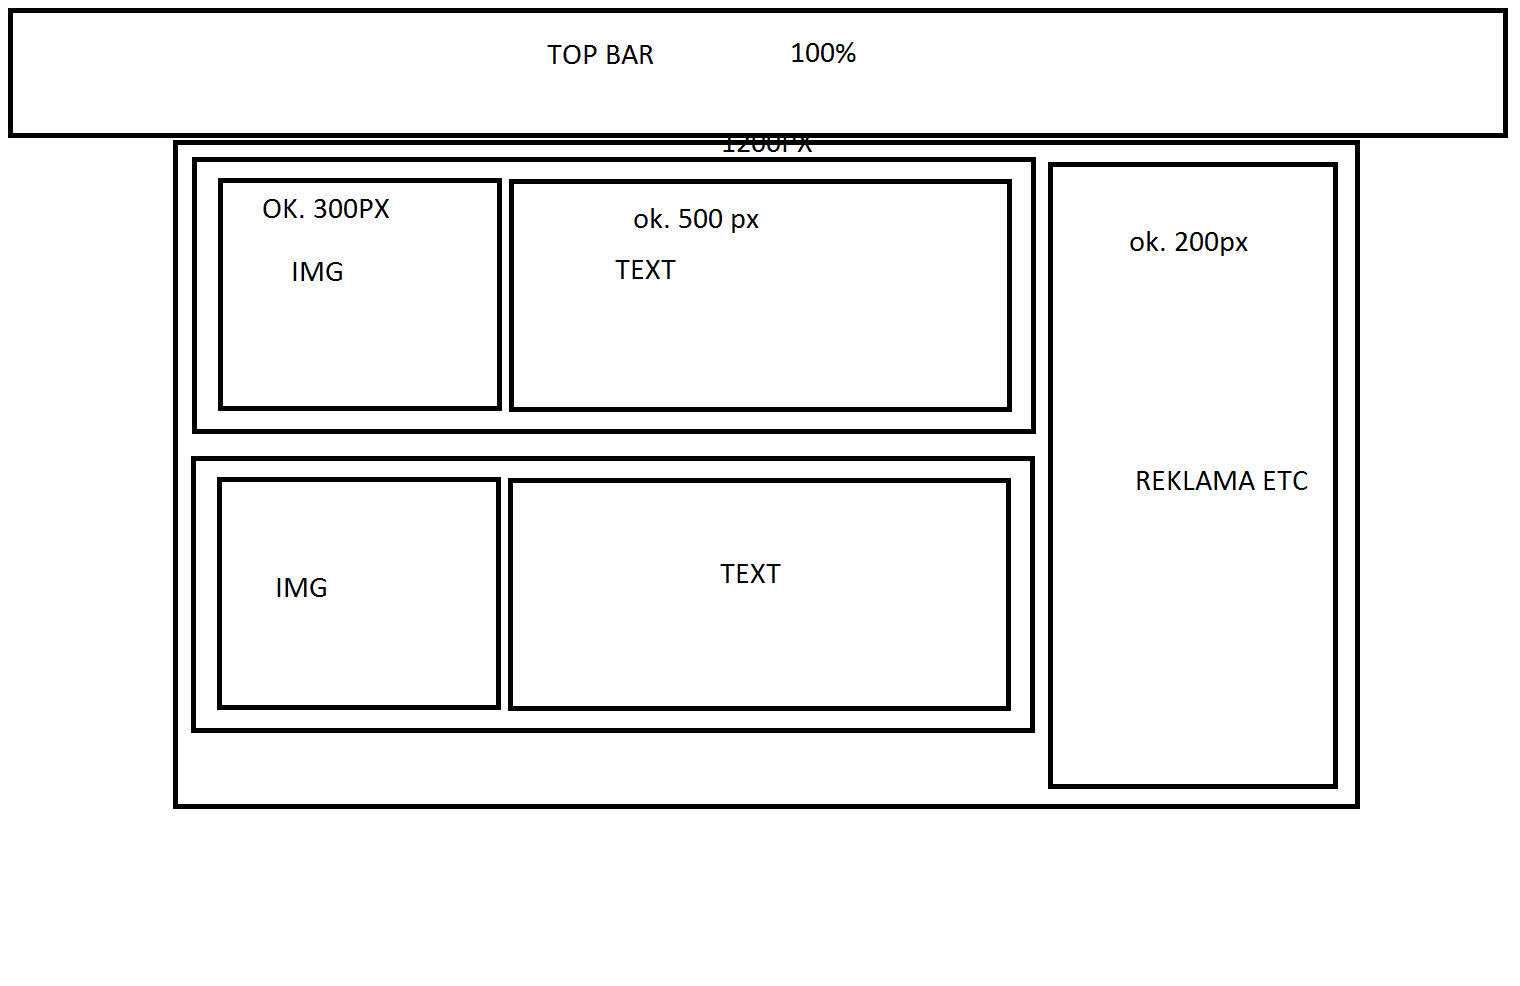 TOP BAR 100%
1200PX
OK. 300PX
IMG
ok. 500 px
TEXT
ok. 200px
REKLAMA ETC
IMG
TEXT